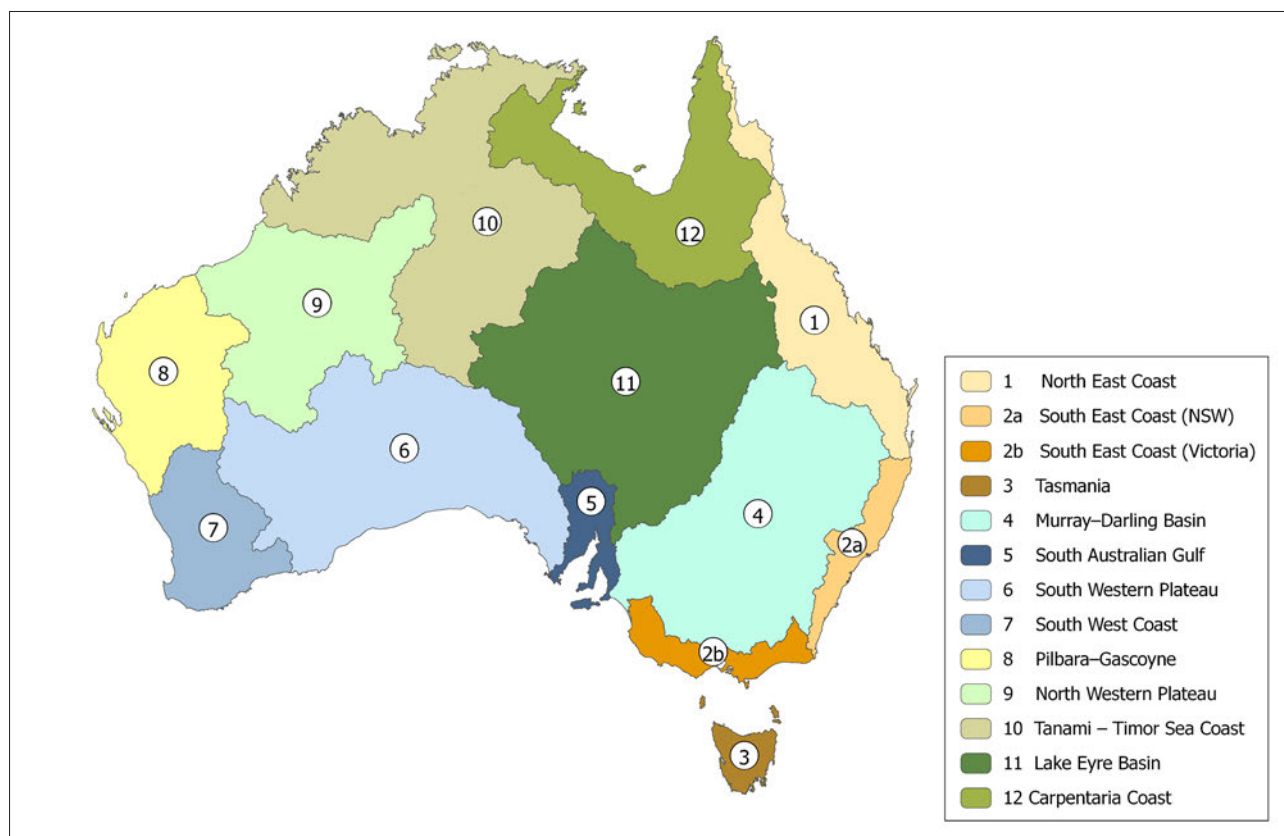 10
12
9
1
8
11
6
5
4
7
2a
2b
3
1 North East Coast
2a South East Coast (NSW)
2b South East Coast (Victoria)
3 Tasmania
4 Murray–Darling Basin
5 South Australian Gulf
6 South Western Plateau
7 South West Coast
8 Pilbara–Gascoyne
9 North Western Plateau
10 Tanami – Timor Sea Coast
11 Lake Eyre Basin
12 Carpentaria Coast